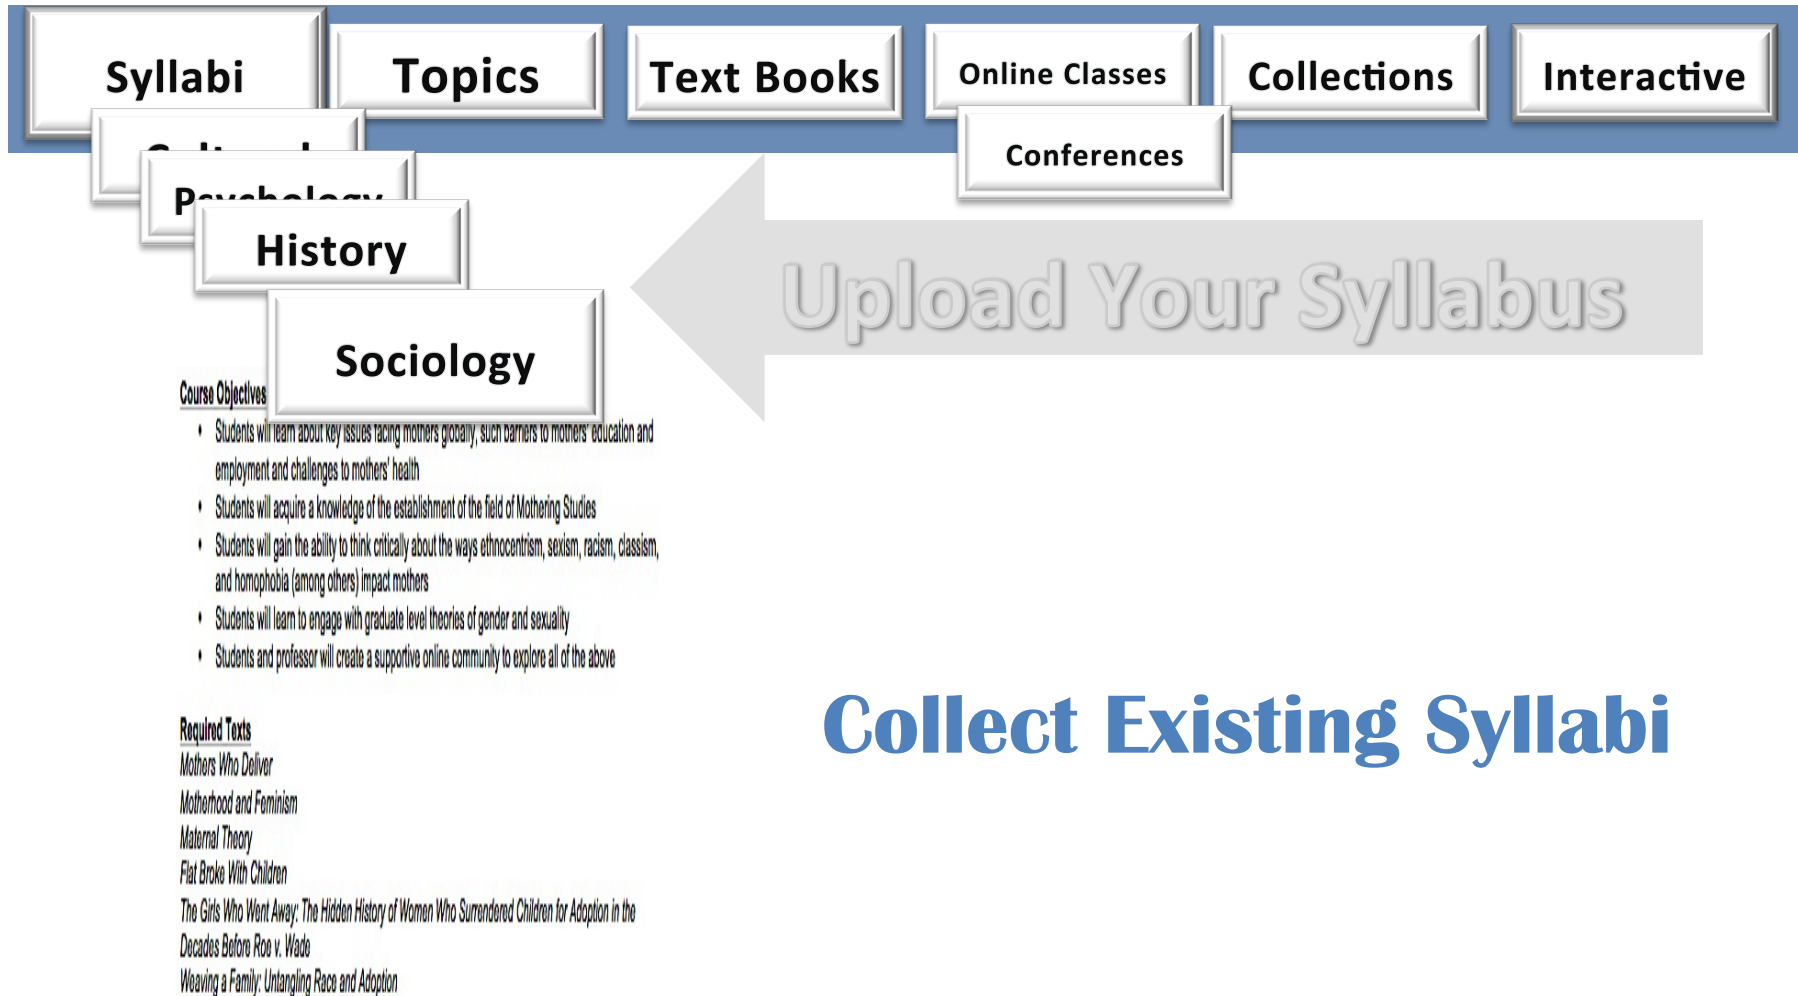 Syllabi
Topics
Text Books
Online Classes
Collections
Interactive
Conferences
Psychology
History
Sociology
Upload Your Syllabus
Course Objectives
• Students will learn about key issues facing mothers globally, such barriers to mothers' education and
employment and challenges to mothers' health
• Students will acquire a knowledge of the establishment of the field of Mothering Studies
• Students will gain the ability to think critically about the ways ethnocentrism, sexism, racism, classism,
and homophobia (among others) impact mothers
• Students will learn to engage with graduate level theories of gender and sexuality
• Students and professor will create a supportive online community to explore all of the above
Collect Existing Syllabi
Required Texts
Mothers Who Deliver
Motherhood and Feminism
Maternal Theory
Flat Broke With Children
The Girls Who Went Away: The Hidden History of Women Who Surrendered Children for Adoption in the
Decades Before Roe v. Wade
Weaving a Family: Untangling Race and Adoption